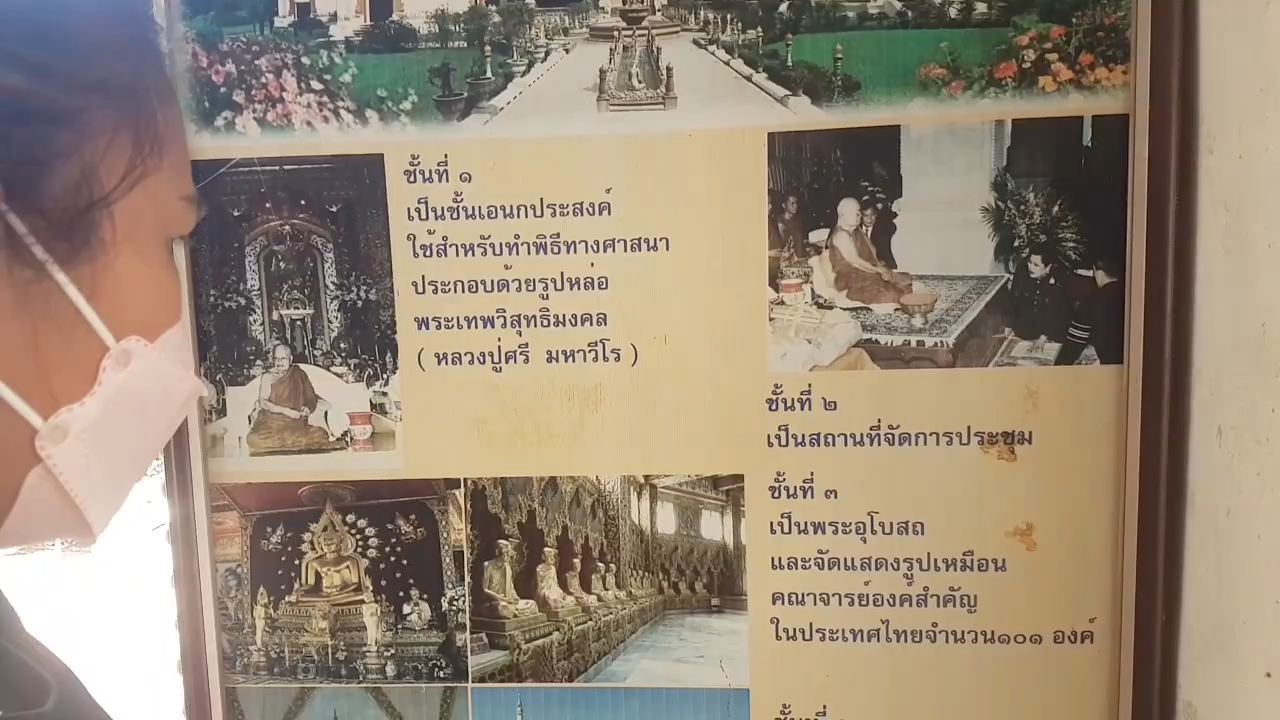 ชั้นที่ ๑
เป็นชั้นเอนกประสงค์
ใช้สำหรับทำพิธีทางศาสนา
ประกอบด้วยรูปหล่อ
พระเทพวิสุทธิมงคล
( หลวงปู่ศรี มหาวีโร )
ชั้นที่ ๒
เป็นสถานที่จัดการประชุม
ชั้นที่ ๓
เป็นพระอุโบสถ
และจัดแสดงรูปเหมือน
คณาจารย์องค์สำคัญ
ในประเทศไทยจำนวน๑๐๑ องค์
ชั้นที่